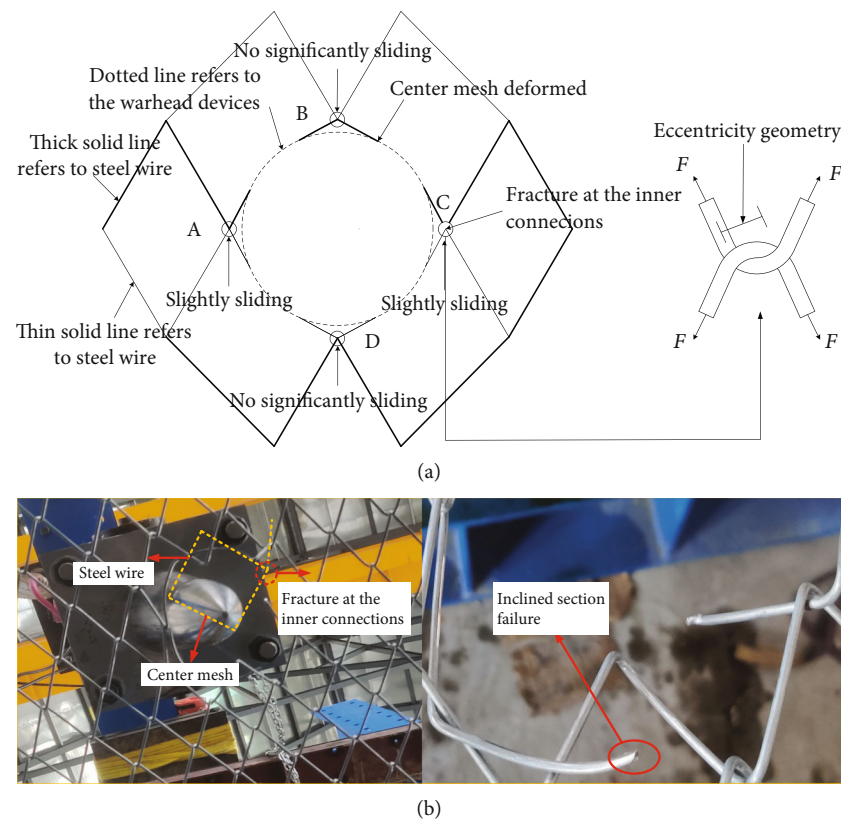 No significantly sliding
Dotted line refers to
the warhead devices
B
Center mesh deformed
Thick solid line
refers to steel wire
Eccentricity geometry
F
F
C
Fracture at the inner
connecions
A
Slightly sliding
Slightly sliding
Thin solid line refers
to steel wire
D
F
F
No significantly sliding
(a)
Steel wire
Fracture at the
inner connections
Center mesh
Inclined section
failure
(b)